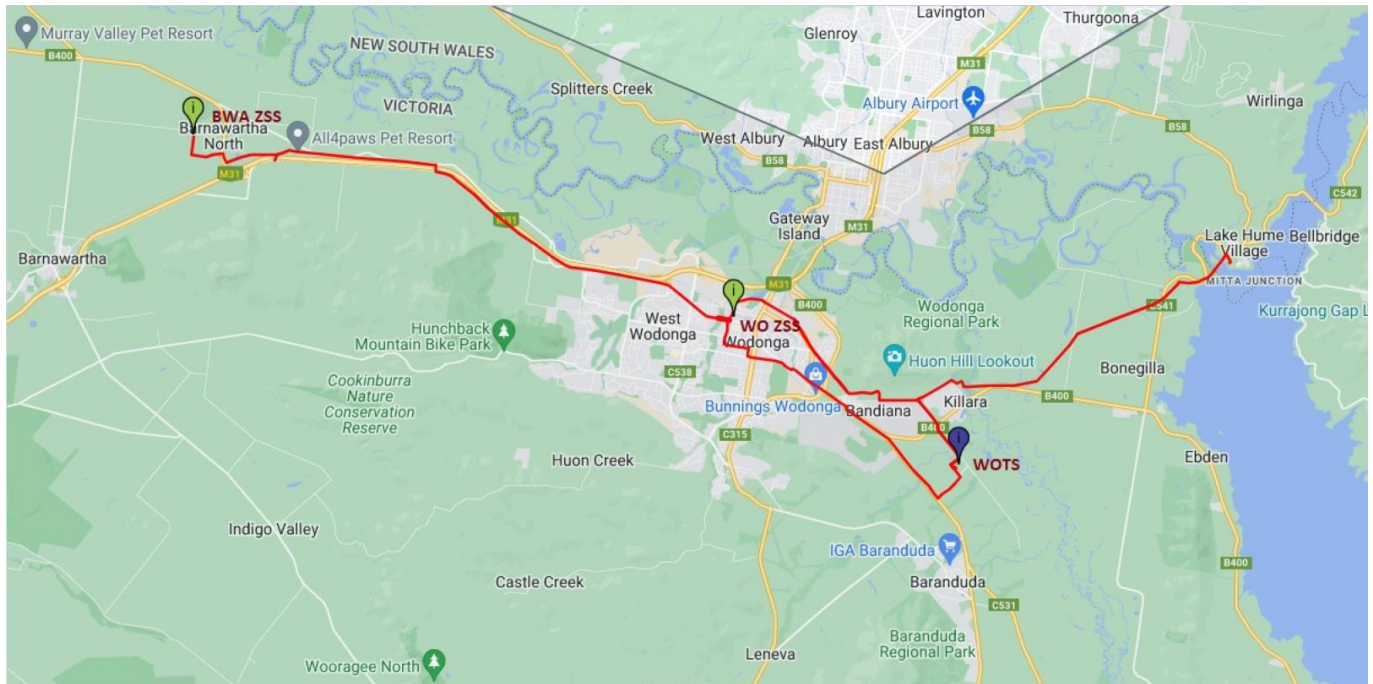 Murray Valley Pet Resort
B400
NEW SOUTH WALES
VICTORIA
BWA ZSS
Barnawartha
North
All4paws Pet Resort
M31
Barnawartha
M31
Splitters Creek
Glenroy
Lavington
Thurgoona
M31
Albury Airport
B58
B58
Wirlinga
West Albury
Albury
East Albury
B58
Gateway
Island
M31
C542
Lake Hume
Village
Bellbridge
MITTA JUNCTION
C541
Kurrajong Gap L
M31
B400
Wodonga
Regional Park
WO ZSS
Wodonga
West
Wodonga
Hunchback
Mountain Bike Park
C538
Huon Hill Lookout
Bonegilla
Cookinburra
Nature
Conservation
Reserve
Bunnings Wodonga
Bandiana
Killara
B400
B400
C315
WOTS
Huon Creek
Ebden
Indigo Valley
IGA Baranduda
Baranduda
B400
Castle Creek
C531
Baranduda
Regional Park
Leneva
Wooragee North